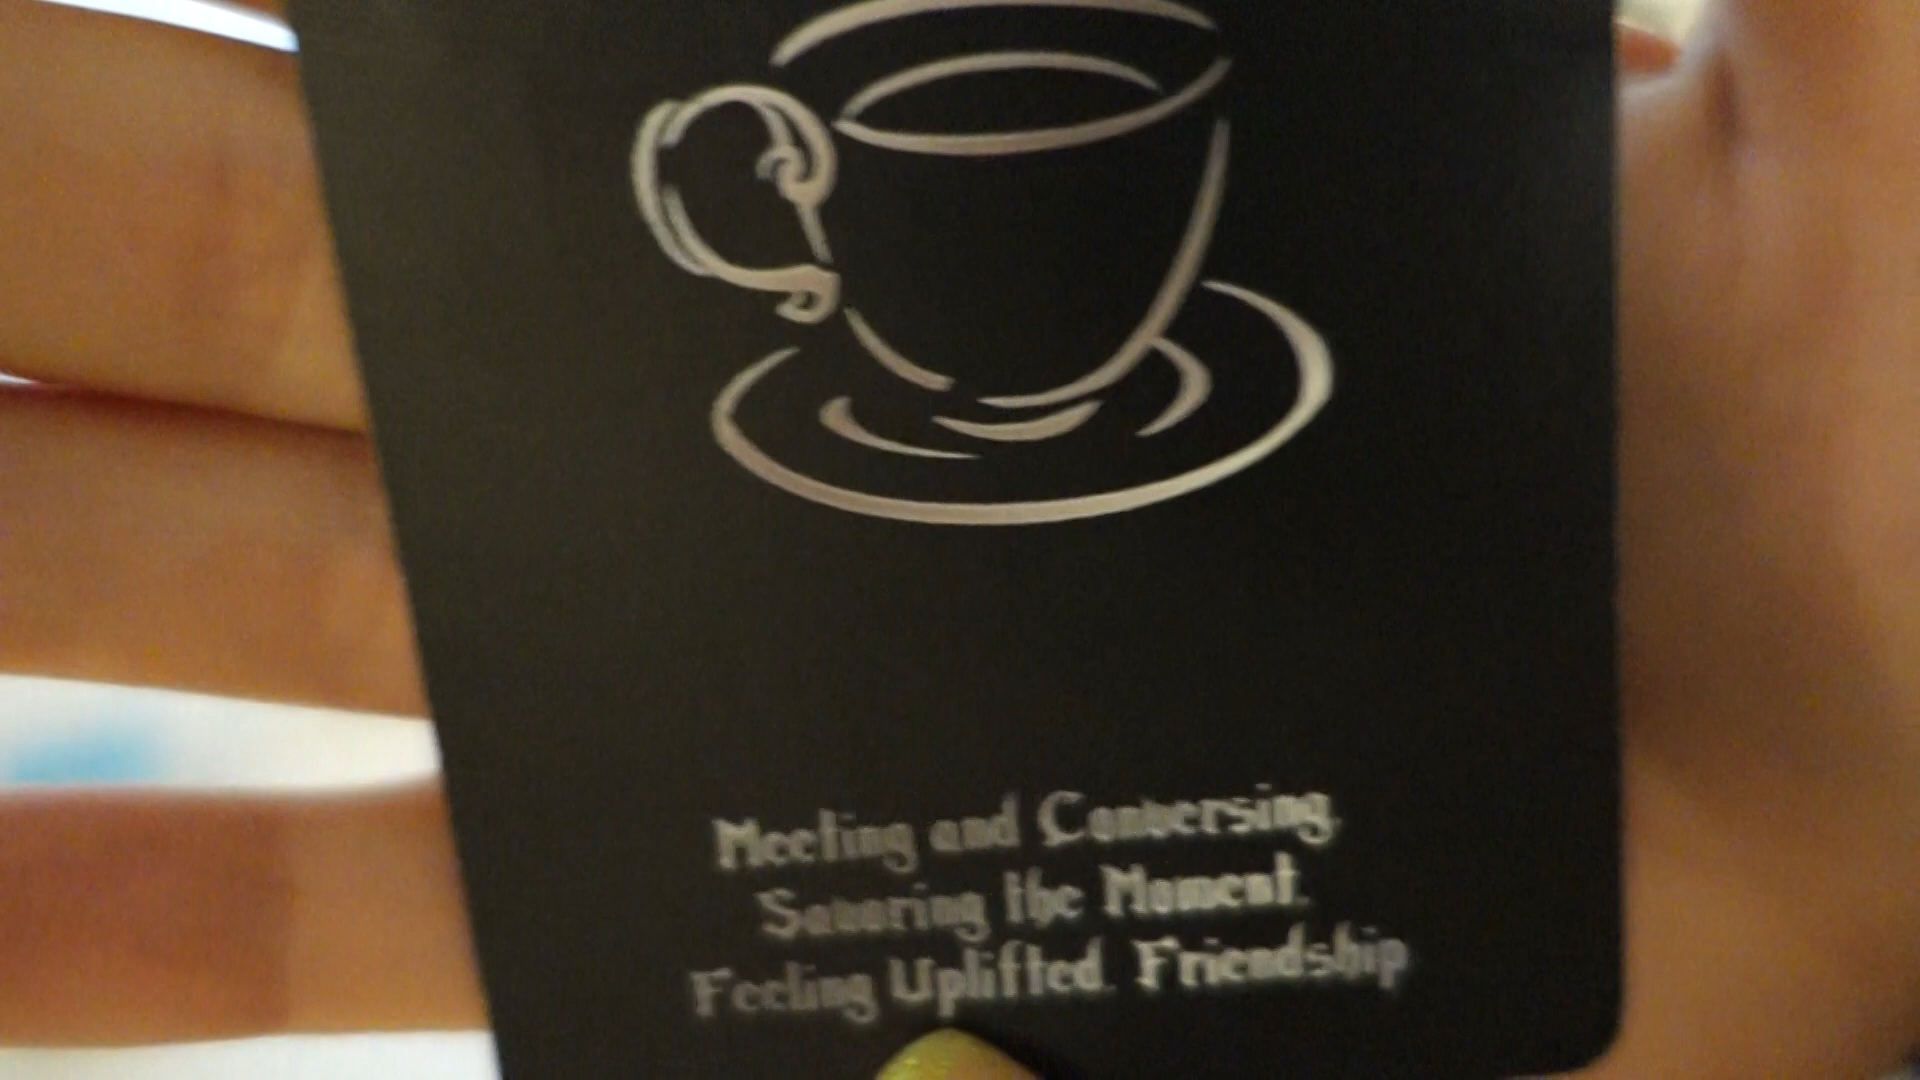 Meeting and Conversing.
Savoring the Moment.
Feeling Uplifted. Friendship